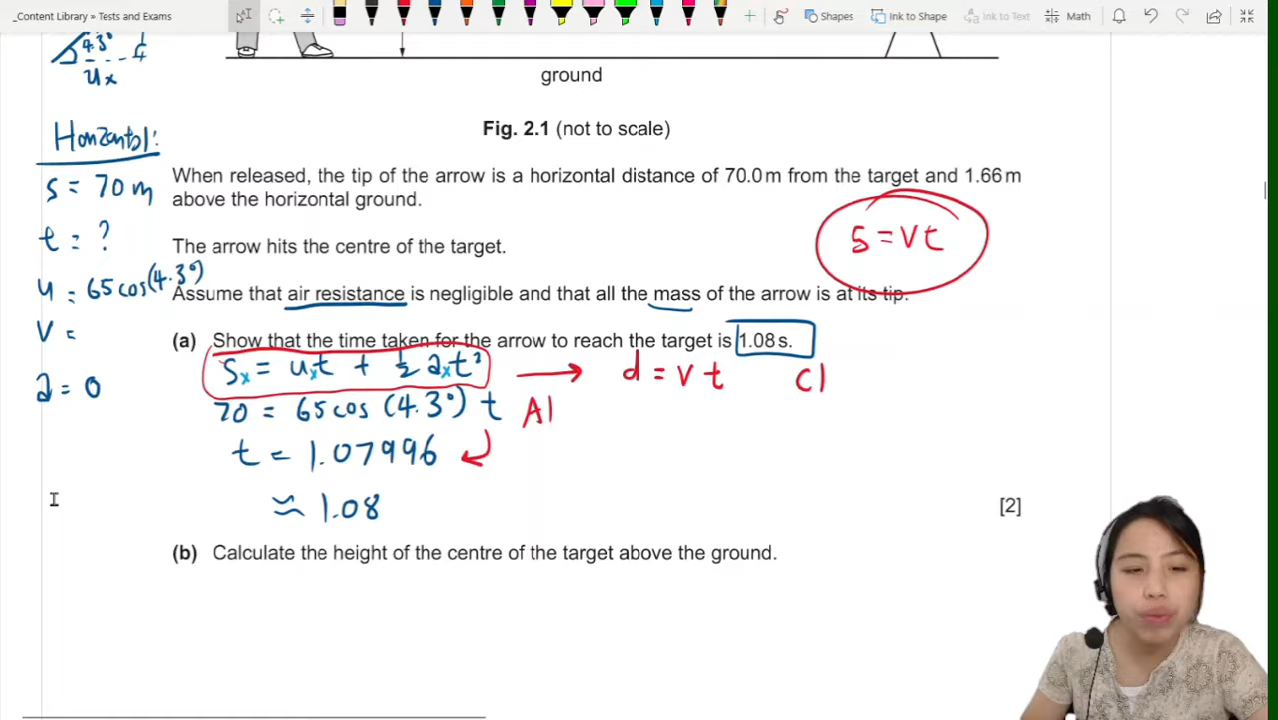 _Content Library » Tests and Exams
Shapes
Ink to Shape
Ink to Text
Math
4.3°
ux
ground
Fig. 2.1 (not to scale)
Horizontal:
s = 70 m
t = ?
u = 65 cos(4.3°)
v =
a = 0
When released, the tip of the arrow is a horizontal distance of 70.0 m from the target and 1.66 m
above the horizontal ground.
s = vt
The arrow hits the centre of the target.
Assume that air resistance is negligible and that all the mass of the arrow is at its tip.
(a) Show that the time taken for the arrow to reach the target is 1.08 s.
sx = uxt + ½ axt² → d = vt C1
70 = 65 cos (4.3°) t A1
t = 1.07996
≈ 1.08
[2]
(b) Calculate the height of the centre of the target above the ground.